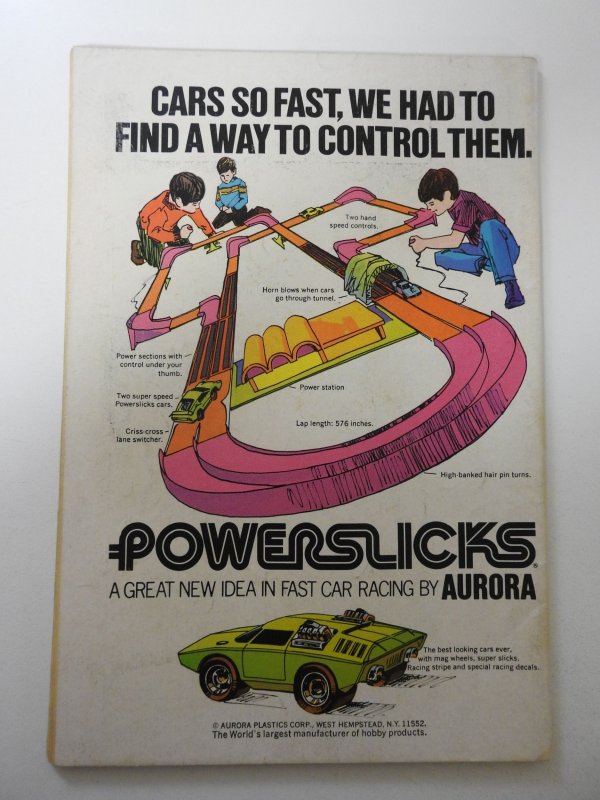 CARS SO FAST, WE HAD TO
FIND A WAY TO CONTROL THEM.
Two hand
speed controls.
Horn blows when cars
go through tunnel.
Power sections with
control under your
thumb.
Power station
Two super speed
Powerslicks cars.
Lap length: 576 inches.
Criss-cross
lane switcher.
High-banked hair pin turns.
POWERSLICKS®
A GREAT NEW IDEA IN FAST CAR RACING BY AURORA
The best looking cars ever,
with mag wheels, super slicks.
Racing stripe and special racing decals.
© AURORA PLASTICS CORP., WEST HEMPSTEAD, N.Y. 11552.
The World's largest manufacturer of hobby products.